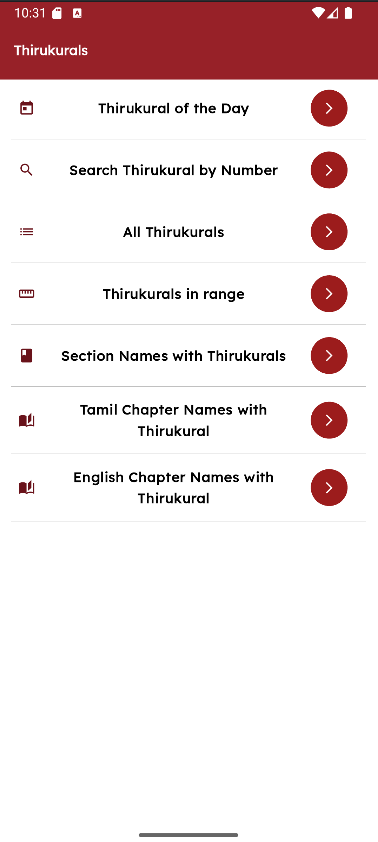 10:31
Thirukurals
Thirukural of the Day
Search Thirukural by Number
All Thirukurals
Thirukurals in range
Section Names with Thirukurals
Tamil Chapter Names with
Thirukural
English Chapter Names with
Thirukural